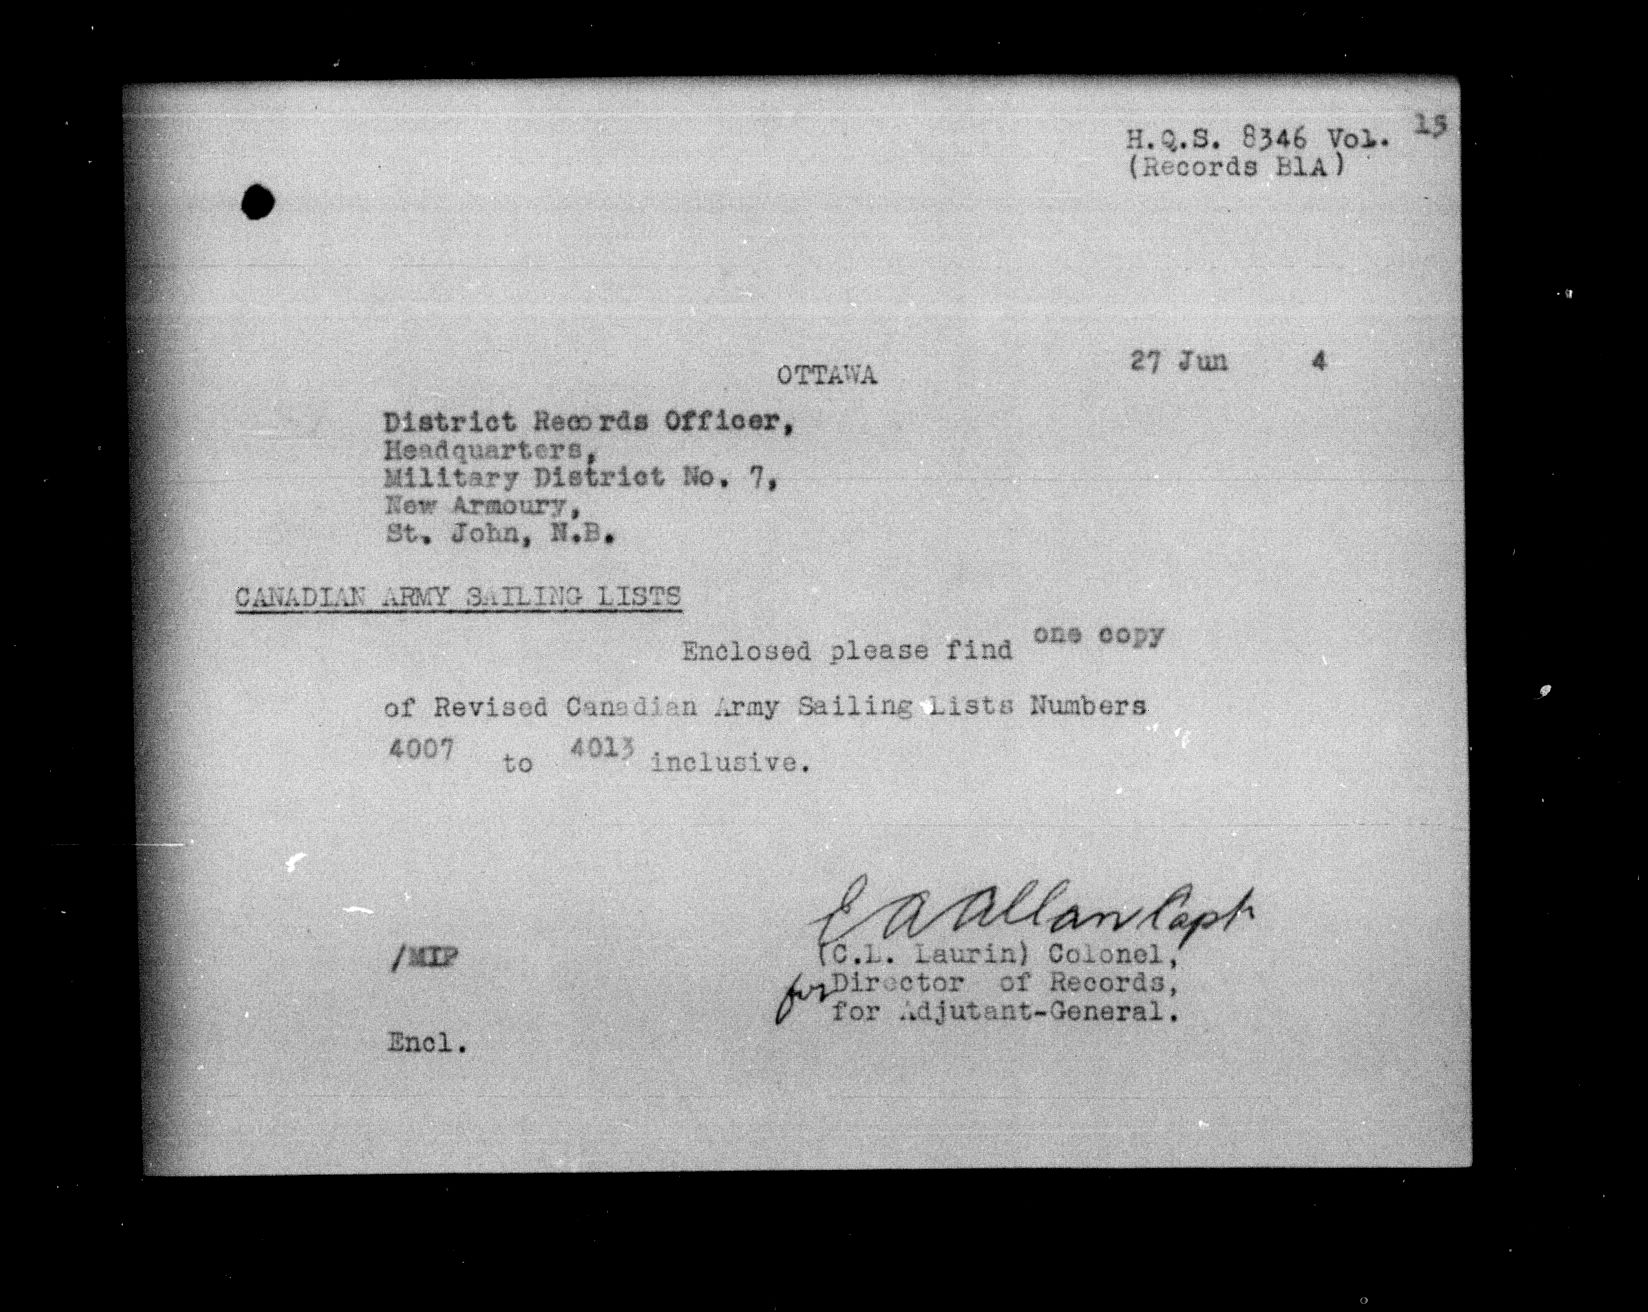 H.Q.S. 8346 Vol. 15
(Records B1A)
OTTAWA 27 Jun 4
District Records Officer,
Headquarters,
Military District No. 7,
New Armoury,
St. John, N.B.
CANADIAN ARMY SAILING LISTS
Enclosed please find one copy
of Revised Canadian Army Sailing Lists Numbers
4007 to 4013 inclusive.
E A Allan Capt
(C.L. Laurin) Colonel,
/MIP
for Director of Records,
for Adjutant-General.
Encl.